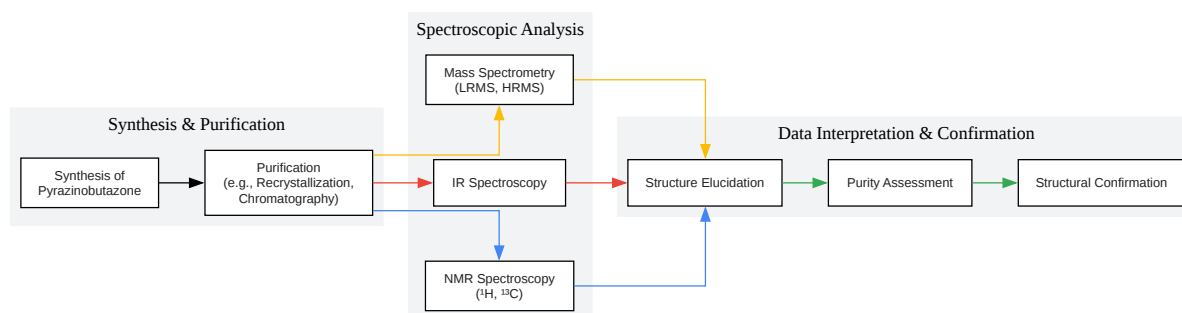 Spectroscopic Analysis
Mass Spectrometry
(LRMS, HRMS)
Synthesis & Purification
Data Interpretation & Confirmation
Synthesis of
Pyrazinobutazone
Purification
(e.g., Recrystallization,
Chromatography)
IR Spectroscopy
Structure Elucidation
Purity Assessment
Structural Confirmation
NMR Spectroscopy
(¹H, ¹³C)